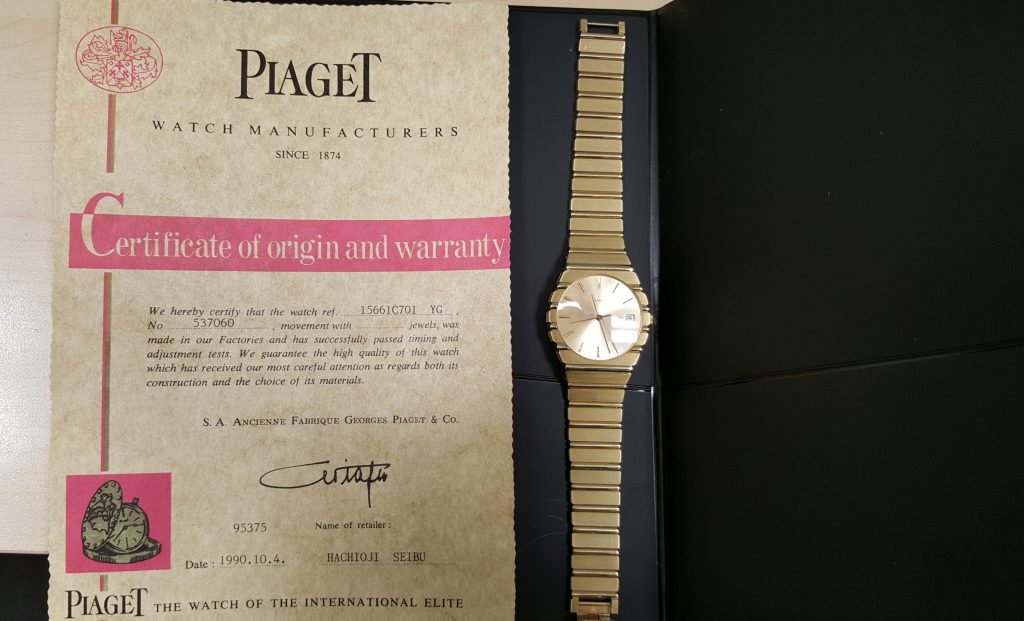 PIAGET
WATCH MANUFACTURERS
SINCE 1874
Certificate of origin and warranty
We hereby certify that the watch ref. 15661C701 YG ,
No 537060 , movement with jewels, was
made in our Factories and has successfully passed timing and
adjustment tests. We guarantee the high quality of this watch
which has received our most careful attention as regards both its
construction and the choice of its materials.
S. A. ANCIENNE FABRIQUE GEORGES PIAGET & CO.
95375 Name of retailer :
Date : 1990.10.4. HACHIOJI SEIBU
PIAGET THE WATCH OF THE INTERNATIONAL ELITE